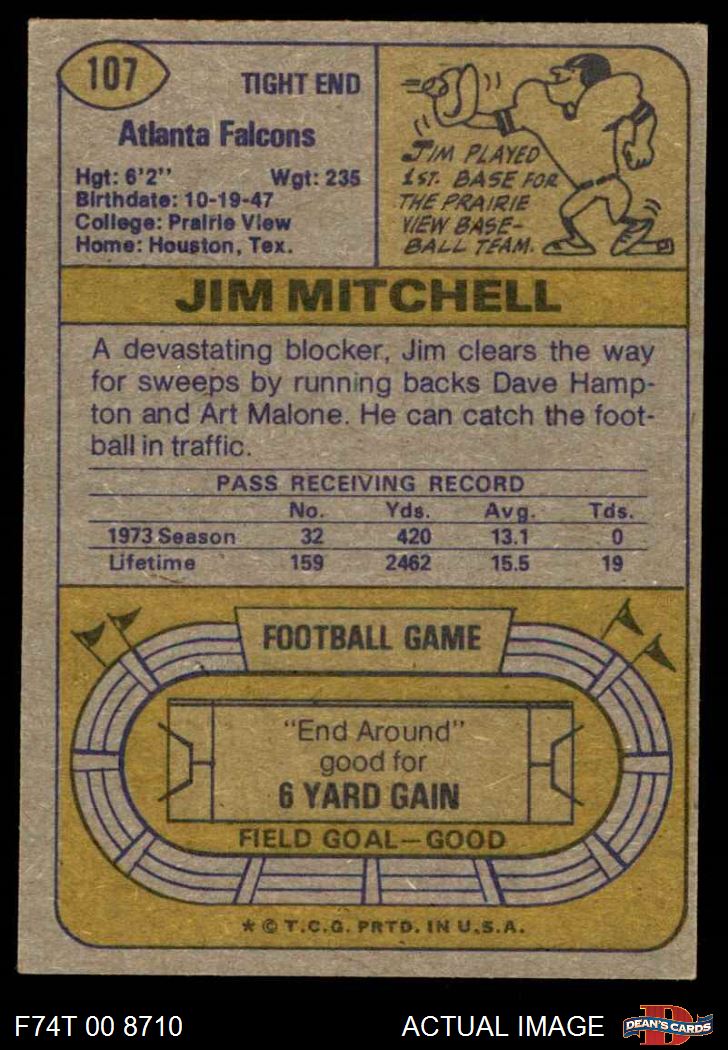 107
TIGHT END
Atlanta Falcons
Hgt: 6'2" Wgt: 235
Birthdate: 10-19-47
College: Prairie View
Home: Houston, Tex.
JIM PLAYED
1ST. BASE FOR
THE PRAIRIE
VIEW BASE-
BALL TEAM.
JIM MITCHELL
A devastating blocker, Jim clears the way
for sweeps by running backs Dave Hamp-
ton and Art Malone. He can catch the foot-
ball in traffic.
PASS RECEIVING RECORD
No. Yds. Avg. Tds.
1973 Season 32 420 13.1 0
Lifetime 159 2462 15.5 19
FOOTBALL GAME
"End Around"
good for
6 YARD GAIN
FIELD GOAL—GOOD
* © T.C.G. PRTD. IN U.S.A.
F74T 00 8710 ACTUAL IMAGE
D
DEAN'S CARDS